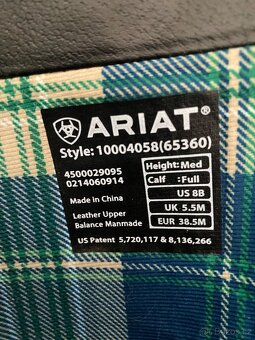 ARIAT®
Style: 10004058(65360)
4500029095
0214060914
Made in China
Leather Upper
Balance Manmade
Height: Med
Calf : Full
US 8B
UK 5.5M
EUR 38.5M
US Patent 5,720,117 & 8,136,266